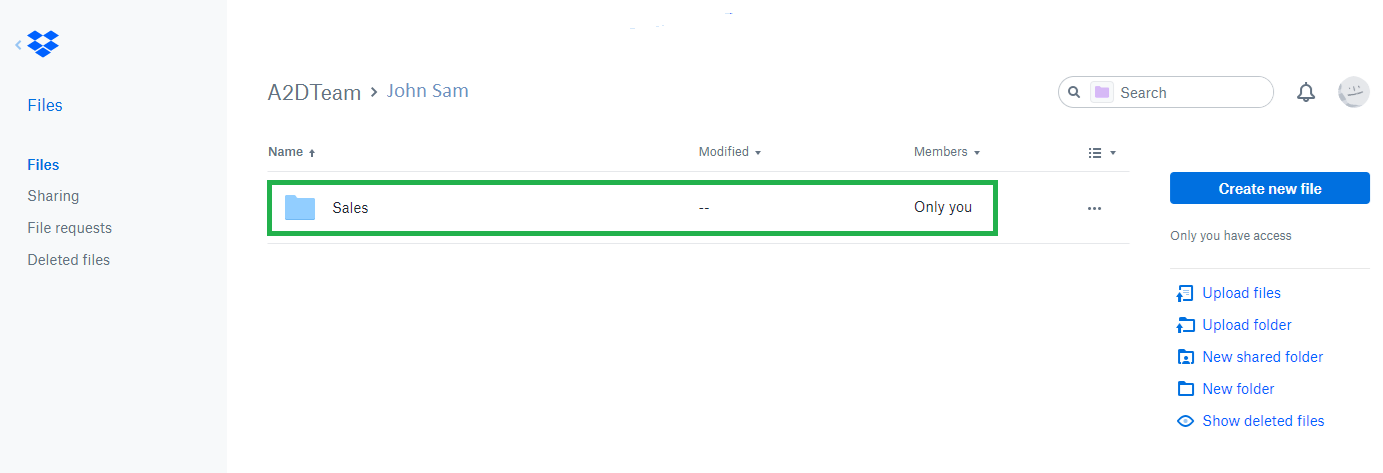 A2DTeam > John Sam
Search
Files
Files
Sharing
File requests
Deleted files
Name Modified Members
Sales -- Only you
Create new file
Only you have access
Upload files
Upload folder
New shared folder
New folder
Show deleted files